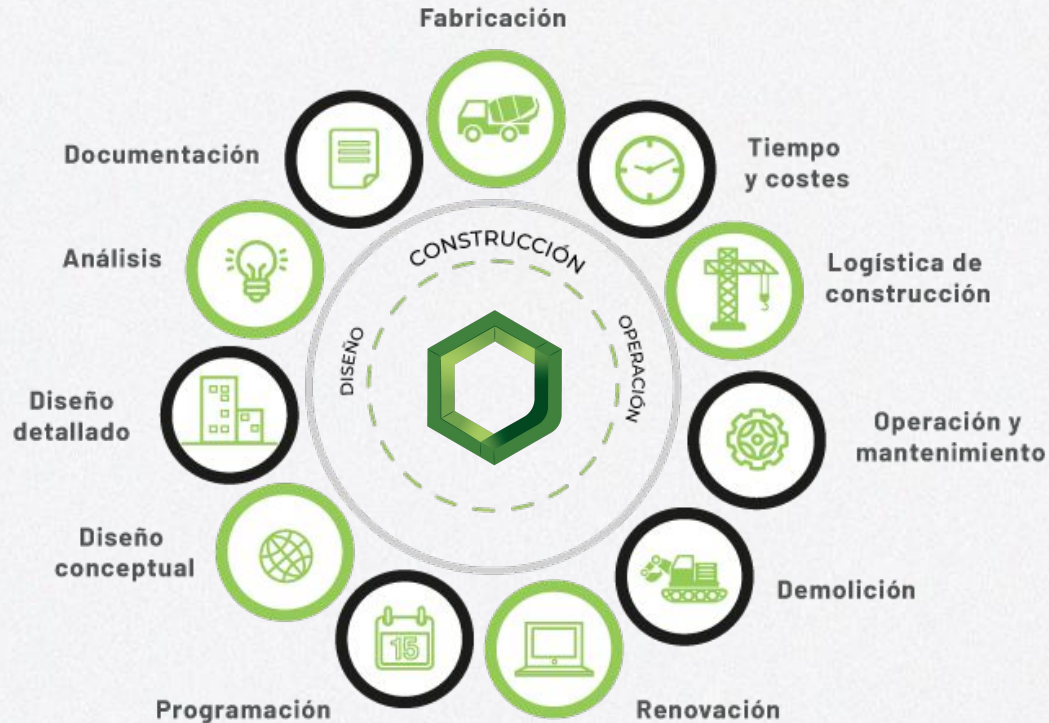 Fabricación
Documentación
Tiempo
y costes
Análisis
CONSTRUCCIÓN
Logística de
construcción
DISEÑO
OPERACIÓN
Diseño
detallado
Operación y
mantenimiento
Diseño
conceptual
Demolición
15
Programación
Renovación